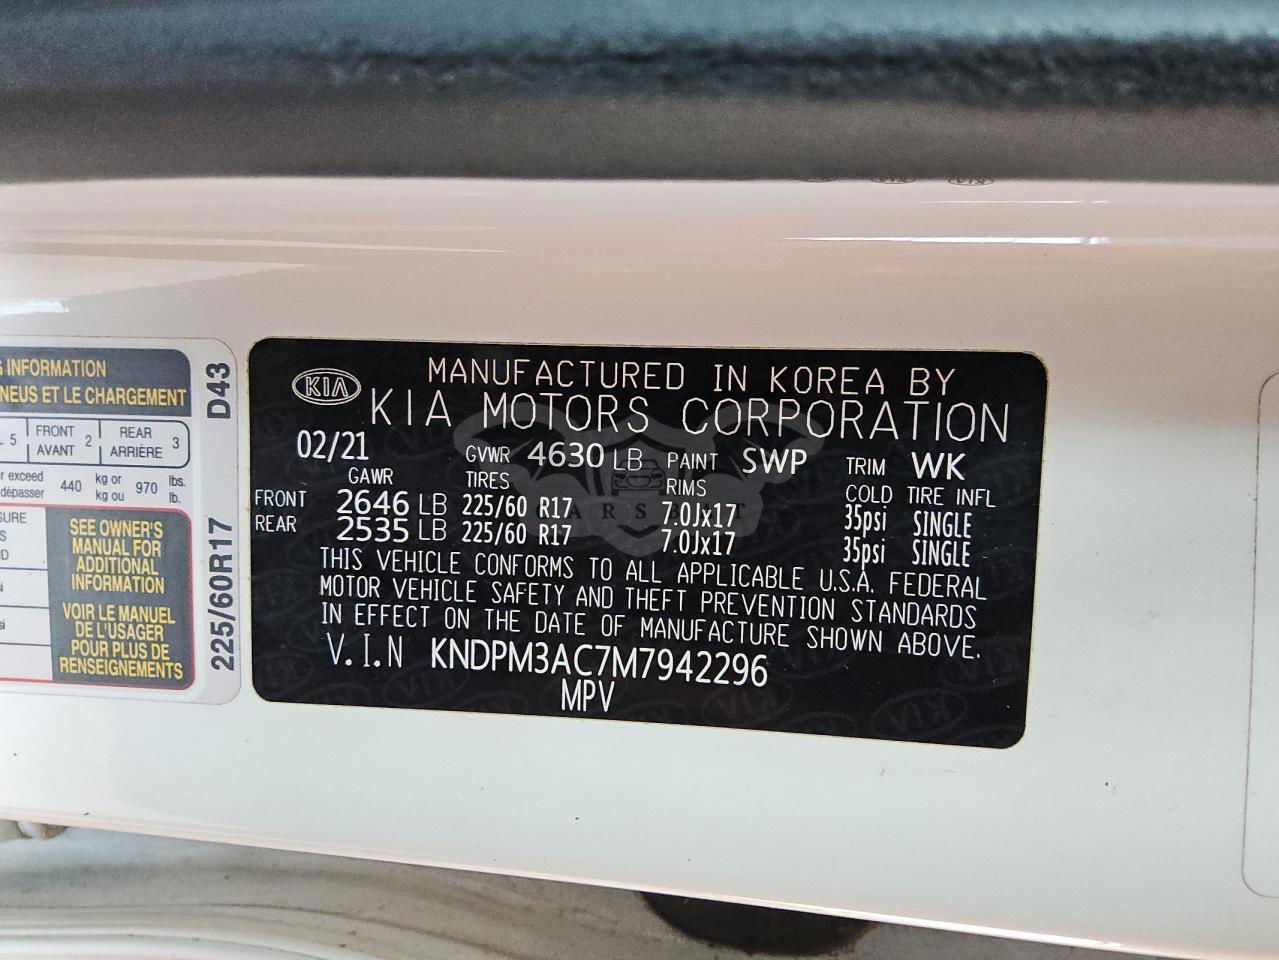 G INFORMATION
NEUS ET LE CHARGEMENT
5 FRONT AVANT 2 REAR ARRIÈRE 3
er exceed
dépasser 440 kg or kg ou 970 lbs. lb.
SURE
SEE OWNER'S
MANUAL FOR
ADDITIONAL
INFORMATION
VOIR LE MANUEL
DE L'USAGER
POUR PLUS DE
RENSEIGNEMENTS
D43
225/60R17
KIA
MANUFACTURED IN KOREA BY
KIA MOTORS CORPORATION
02/21 GVWR 4630 LB PAINT SWP TRIM WK
GAWR TIRES RIMS COLD TIRE INFL
FRONT 2646 LB 225/60 R17 7.0Jx17 35psi SINGLE
REAR 2535 LB 225/60 R17 7.0Jx17 35psi SINGLE
THIS VEHICLE CONFORMS TO ALL APPLICABLE U.S.A. FEDERAL
MOTOR VEHICLE SAFETY AND THEFT PREVENTION STANDARDS
IN EFFECT ON THE DATE OF MANUFACTURE SHOWN ABOVE.
V.I.N KNDPM3AC7M7942296
MPV